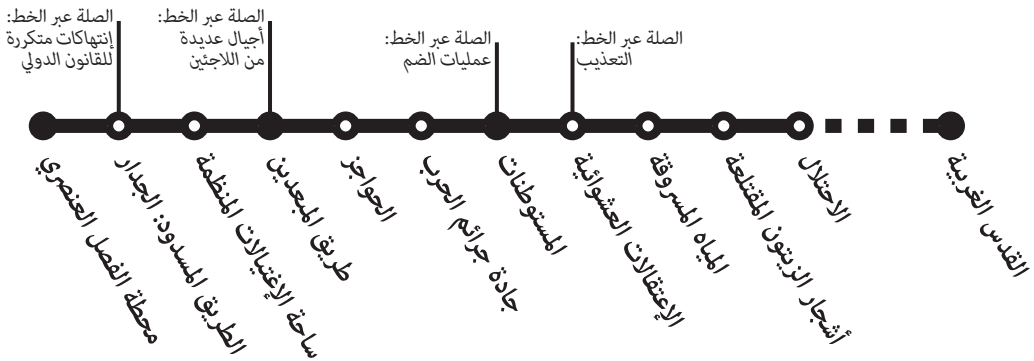 الصلة عبر الخط:
التعذيب
الصلة عبر الخط:
عمليات الضم
الصلة عبر الخط:
أجيال عديدة
من اللاجئين
الصلة عبر الخط:
إنتهاكات متكررة
للقانون الدولي
القدس الغربية
الاحتلال
أشجار الزيتون المقتلعة
المياه المسروقة
الإعتقالات العشوائية
المستوطنات
جادة جرائم الحرب
الحواجز
طريق المبعدين
ساحة الإغتيالات المنظمة
الطريق المسدود: الجدار
محطة الفصل العنصري